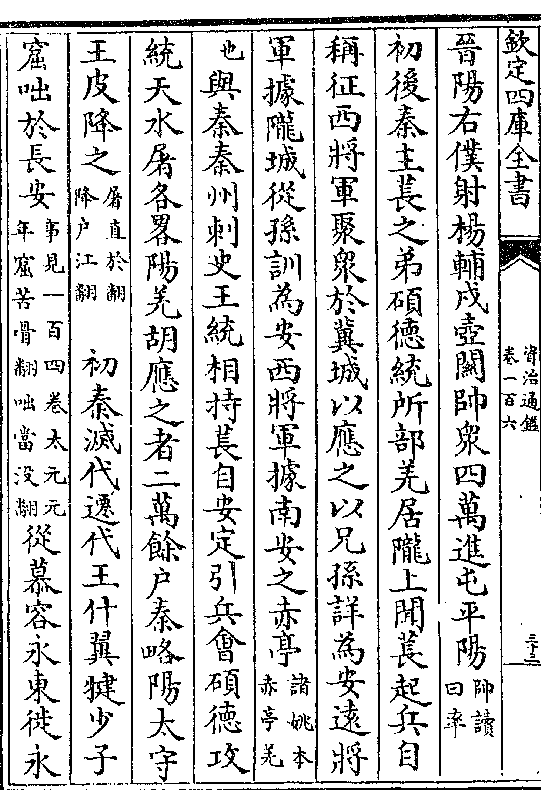 欽定四庫全書
資治通鑑
卷一百六
三十三
晉陽右僕射楊輔戍壺關帥衆四萬進屯平陽帥讀曰率
初後秦主萇之弟碩德統所部羌居隴上聞萇起兵自
稱征西將軍聚衆於冀城以應之以兄孫詳為安遠將
軍據隴城從孫訓為安西將軍據南安之赤亭諸姚本赤亭羌
也與秦秦州刺史王統相持萇自安定引兵會碩德攻
統天水屠各畧陽羌胡應之者二萬餘户秦略陽太守
王皮降之屠直於翻降户江翻 初秦滅代遷代王什翼犍少子
窟咄於長安事見一百四卷太元元年窟苦骨翻咄當没翻從慕容永東徙永